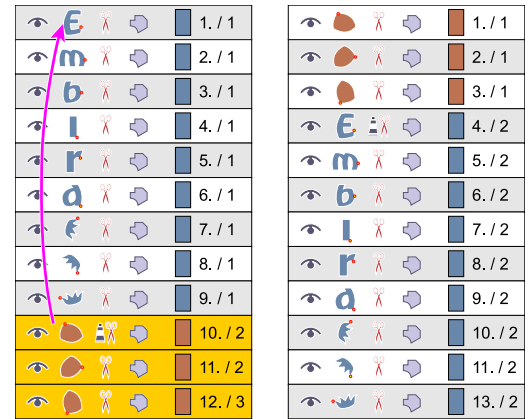 E 1. / 1
m 2. / 1
b 3. / 1
l 4. / 1
r 5. / 1
a 6. / 1
7. / 1
8. / 1
9. / 1
10. / 2
11. / 2
12. / 3
1. / 1
2. / 1
3. / 1
E 4. / 2
m 5. / 2
b 6. / 2
l 7. / 2
r 8. / 2
a 9. / 2
10. / 2
11. / 2
13. / 2